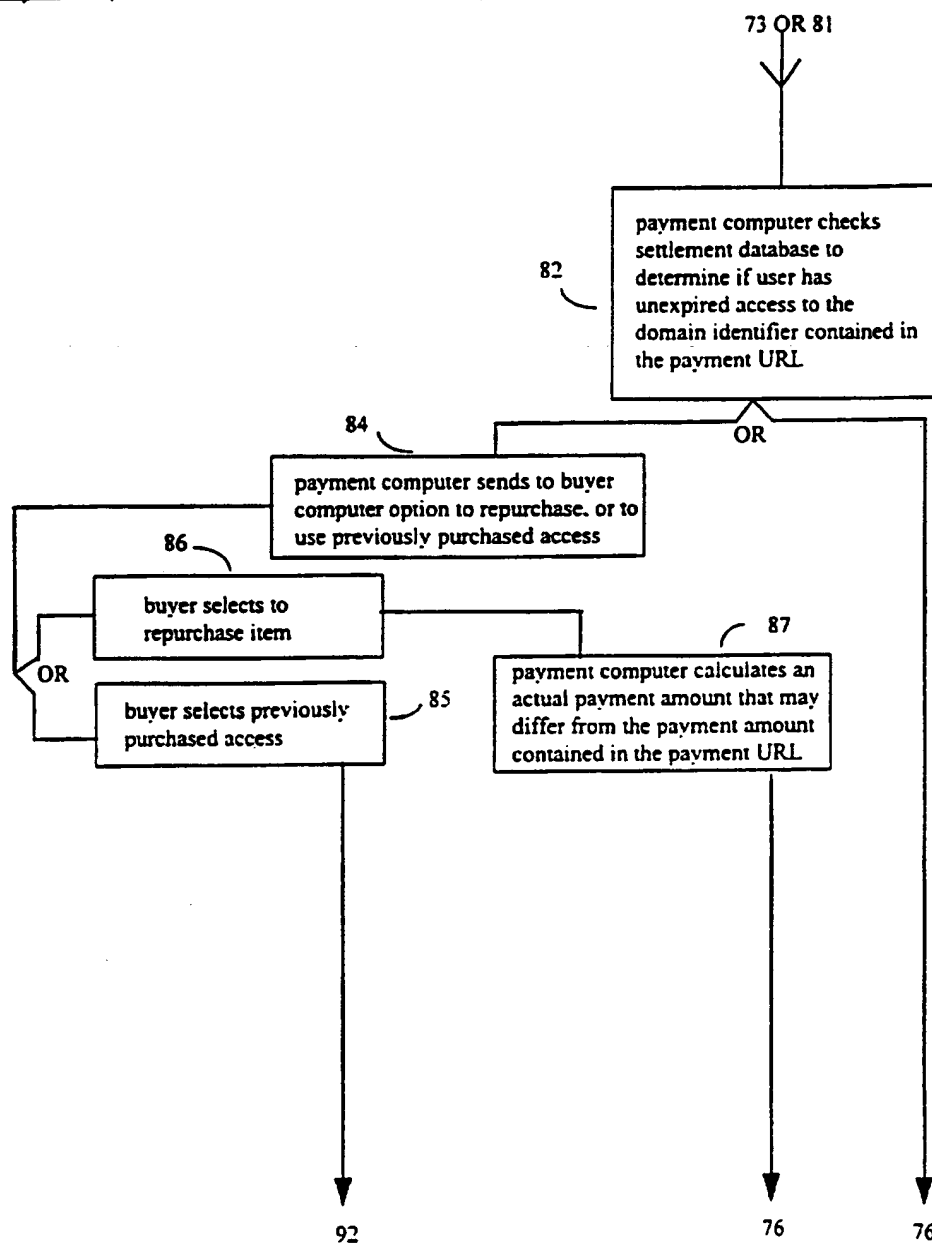 73 OR 81
payment computer checks
settlement database to
determine if user has
unexpired access to the
domain identifier contained in
the payment URL
82
OR
84
payment computer sends to buyer
computer option to repurchase, or to
use previously purchased access
86
buyer selects to
repurchase item
OR
87
payment computer calculates an
actual payment amount that may
differ from the payment amount
contained in the payment URL
buyer selects previously
purchased access
85
92
76
76